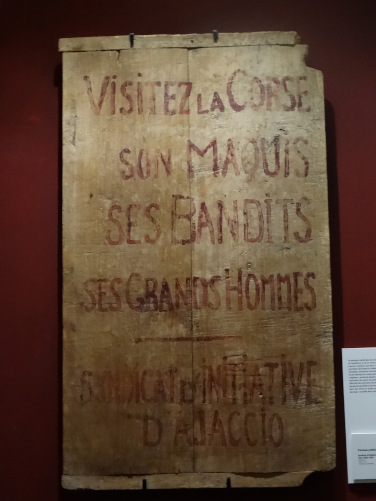 VISITEZ LA CORSE
SON MAQUIS
SES BANDITS
SES GRANDS HOMMES
SYNDICAT D'INITIATIVE
D'AJACCIO